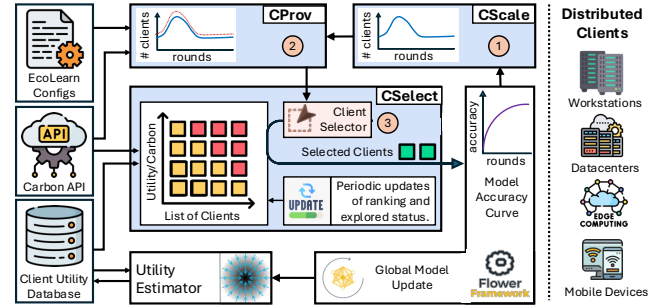 CProv
# clients
rounds
2
CScale
# clients
rounds
1
EcoLearn
Configs
API
Carbon API
Client Utility
Database
CSelect
Utility/Carbon
List of Clients
Client
Selector
3
Selected Clients
UPDATE
Periodic updates
of ranking and
explored status.
accuracy
rounds
Model
Accuracy
Curve
Utility
Estimator
Global Model
Update
Flower
Framework
Distributed
Clients
Workstations
Datacenters
EDGE
COMPUTING
Mobile Devices